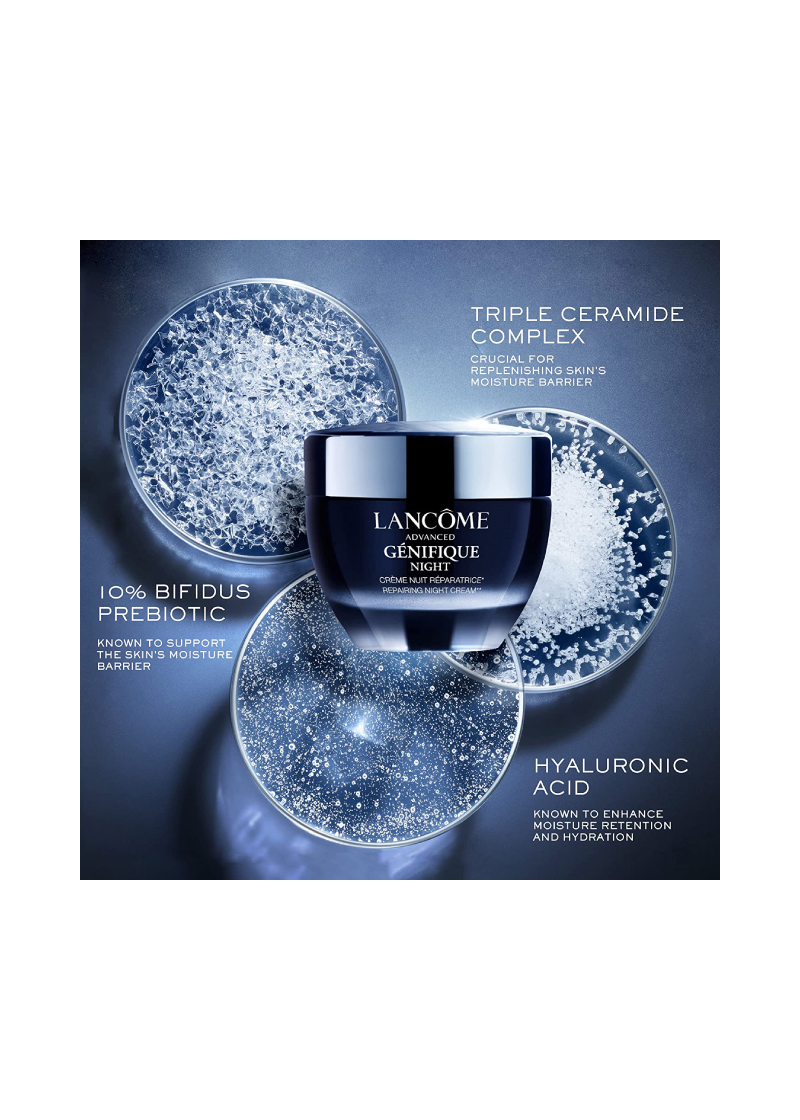 TRIPLE CERAMIDE
COMPLEX
CRUCIAL FOR
REPLENISHING SKIN'S
MOISTURE BARRIER
LANCÔME
ADVANCED
GÉNIFIQUE
NIGHT
CRÈME NUIT RÉPARATRICE*
REPAIRING NIGHT CREAM**
10% BIFIDUS
PREBIOTIC
KNOWN TO SUPPORT
THE SKIN'S MOISTURE
BARRIER
HYALURONIC
ACID
KNOWN TO ENHANCE
MOISTURE RETENTION
AND HYDRATION